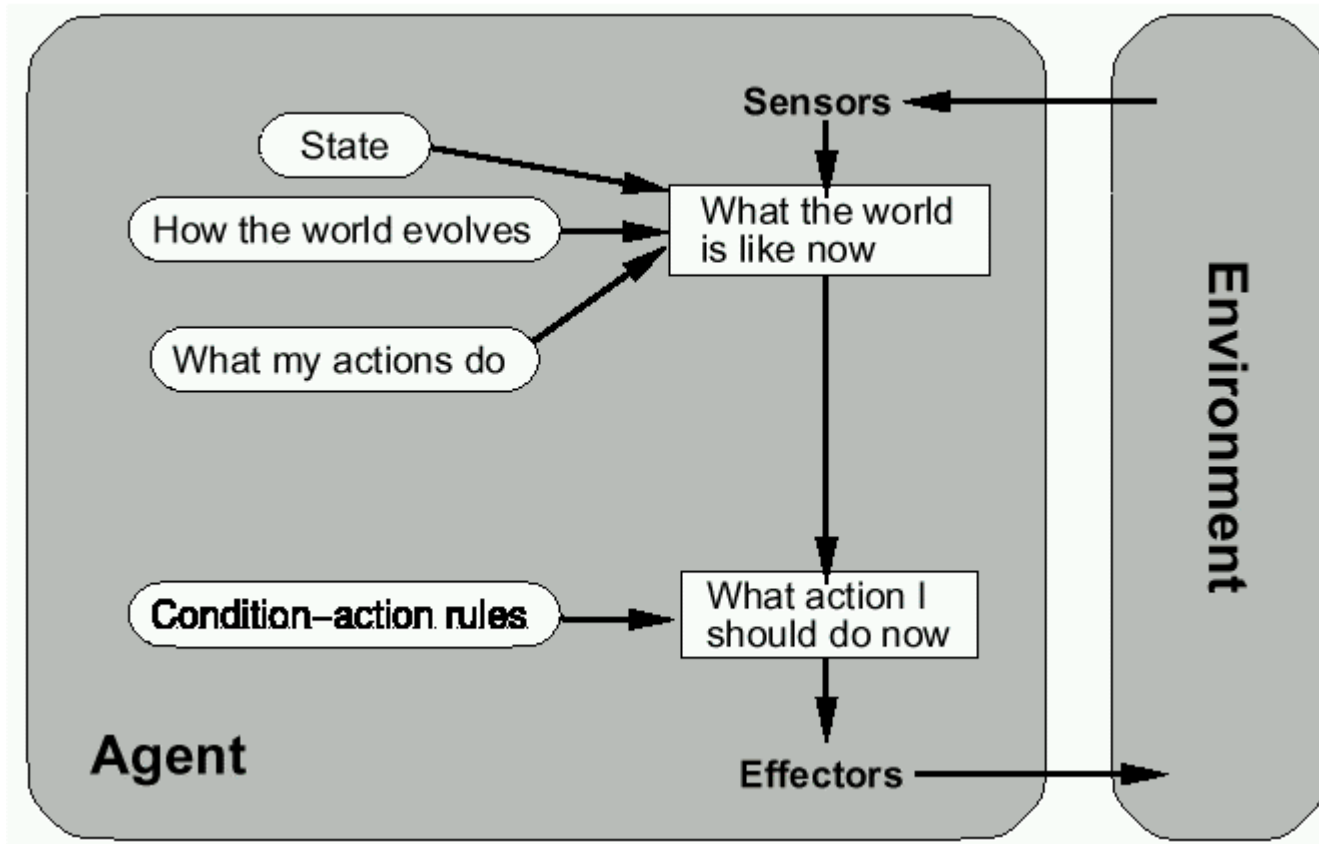 Sensors
State
What the world
is like now
How the world evolves
What my actions do
Environment
Condition–action rules
What action I
should do now
Agent
Effectors